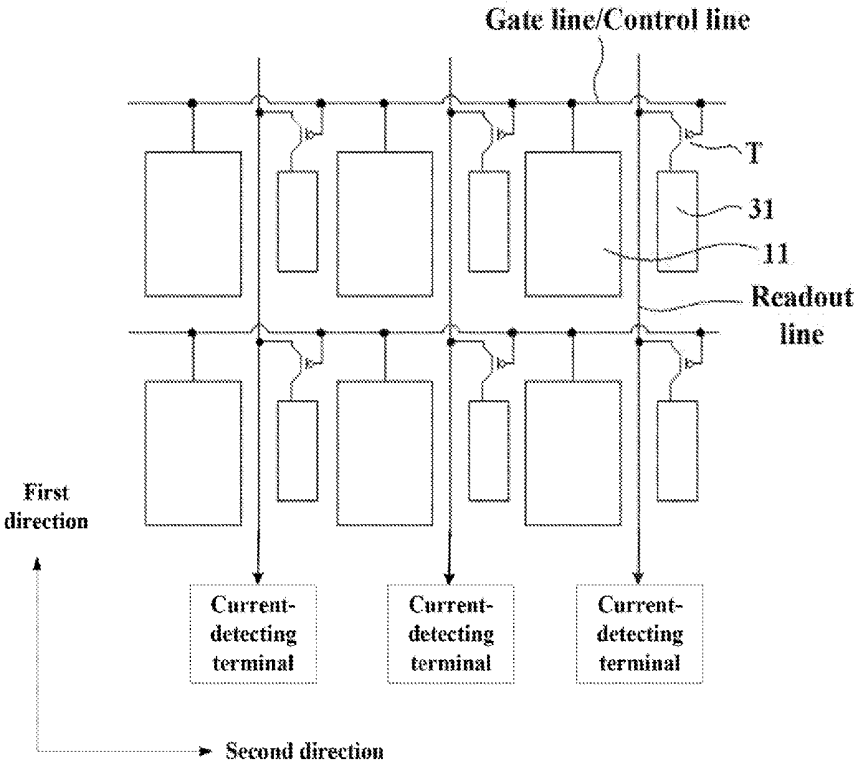 Gate line/Control line
T
31
11
Readout
line
First
direction
Current-
detecting
terminal
Current-
detecting
terminal
Current-
detecting
terminal
Second direction